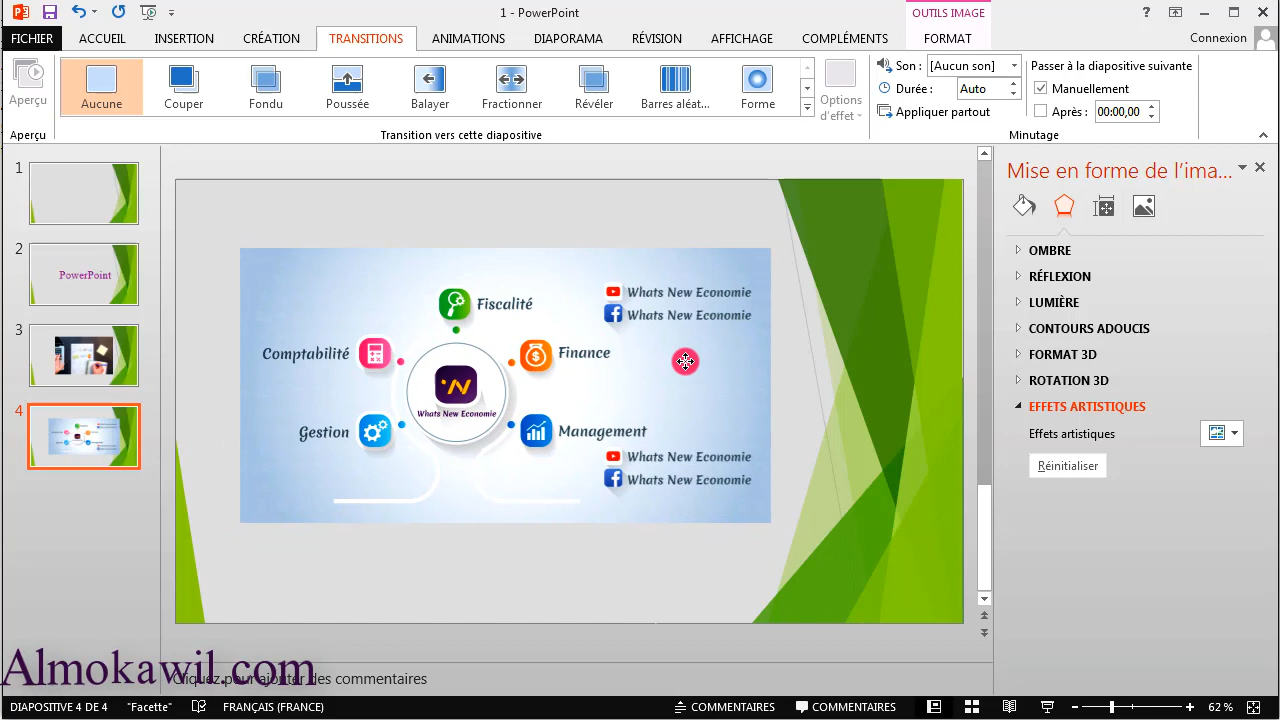 1 - PowerPoint
OUTILS IMAGE
FICHIER ACCUEIL INSERTION CRÉATION TRANSITIONS ANIMATIONS DIAPORAMA RÉVISION AFFICHAGE COMPLÉMENTS FORMAT Connexion
Aperçu Aucune Couper Fondu Poussée Balayer Fractionner Révéler Barres aléat... Forme Options d'effet
Son : [Aucun son] Passer à la diapositive suivante
Durée : Auto Manuellement
Appliquer partout Après : 00:00,00
Aperçu Transition vers cette diapositive Minutage
1
2
PowerPoint
3
4
Whats New Economie
Fiscalité
Whats New Economie
Comptabilité
Finance
Whats New Economie
Gestion
Management
Whats New Economie
Whats New Economie
Mise en forme de l'ima...
OMBRE
RÉFLEXION
LUMIÈRE
CONTOURS ADOUCIS
FORMAT 3D
ROTATION 3D
EFFETS ARTISTIQUES
Effets artistiques
Réinitialiser
Almokawil.com
Cliquez pour ajouter des commentaires
DIAPOSITIVE 4 DE 4 "Facette" FRANÇAIS (FRANCE) COMMENTAIRES COMMENTAIRES 62 %